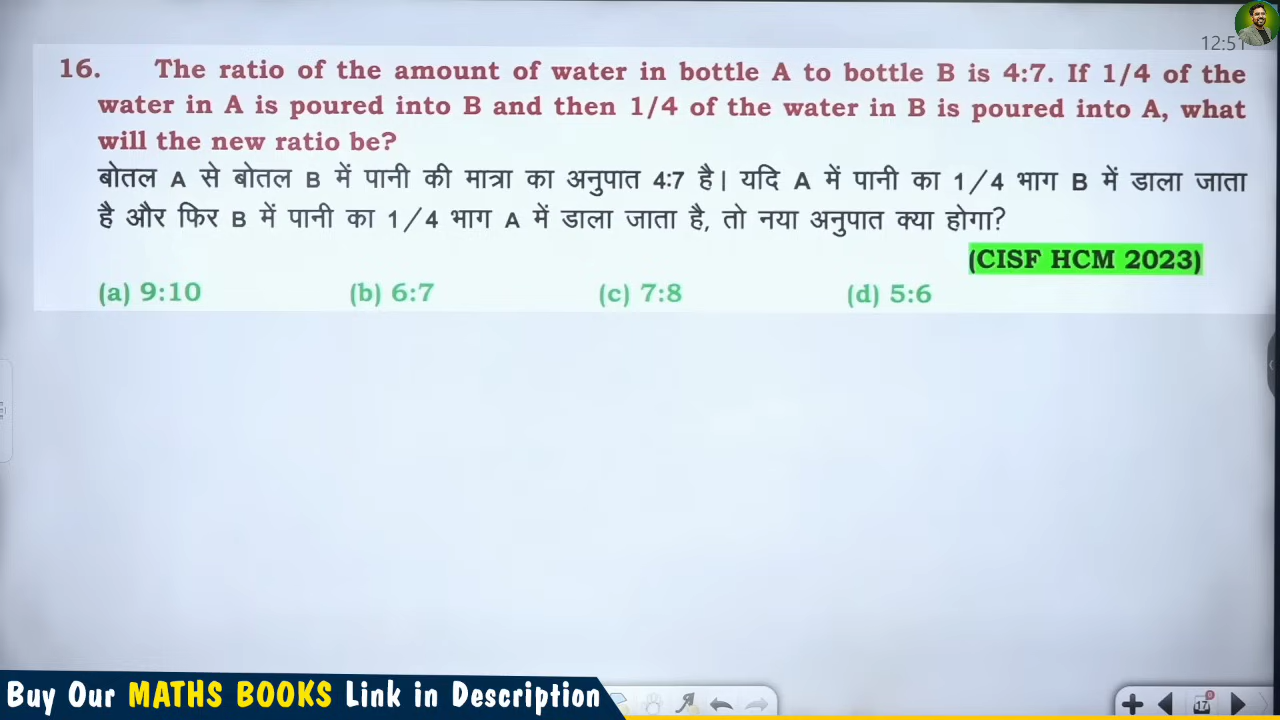 12:51
16. The ratio of the amount of water in bottle A to bottle B is 4:7. If 1/4 of the
water in A is poured into B and then 1/4 of the water in B is poured into A, what
will the new ratio be?
बोतल A से बोतल B में पानी की मात्रा का अनुपात 4:7 है। यदि A में पानी का 1/4 भाग B में डाला जाता
है और फिर B में पानी का 1/4 भाग A में डाला जाता है, तो नया अनुपात क्या होगा?
(CISF HCM 2023)
(a) 9:10 (b) 6:7 (c) 7:8 (d) 5:6
Buy Our MATHS BOOKS Link in Description
17